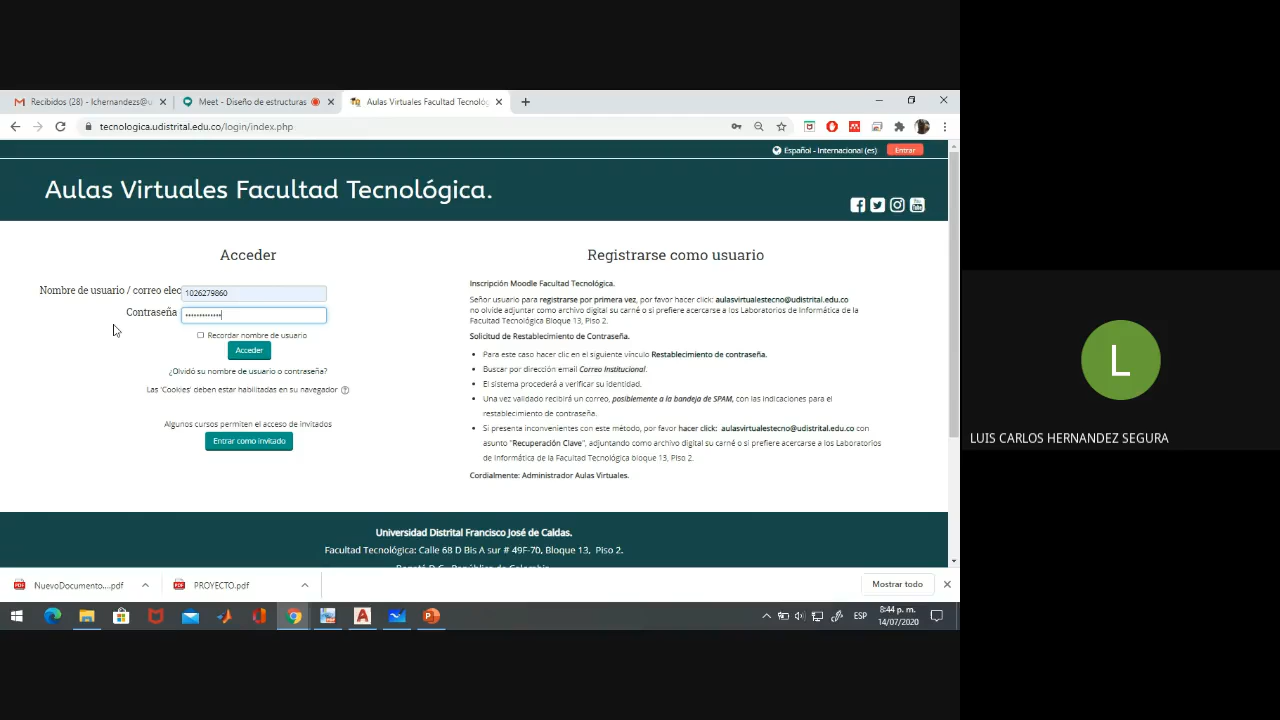 Recibidos (28) - lchernandezs@u
Meet - Diseño de estructuras
Aulas Virtuales Facultad Tecnológ
tecnologica.udistrital.edu.co/login/index.php
Español - Internacional (es)
Entrar
Aulas Virtuales Facultad Tecnológica.
Acceder
Nombre de usuario / correo elec
1026279860
Contraseña
•••••••••••••
Recordar nombre de usuario
Acceder
¿Olvidó su nombre de usuario o contraseña?
Las 'Cookies' deben estar habilitadas en su navegador
Algunos cursos permiten el acceso de invitados
Entrar como invitado
Registrarse como usuario
Inscripción Moodle Facultad Tecnológica.
Señor usuario para registrarse por primera vez, por favor hacer clic: aulasvirtualestecno@udistrital.edu.co
no olvide adjuntar como archivo digital su carné o si prefiere acercarse a los Laboratorios de Informática de la
Facultad Tecnológica Bloque 13, Piso 2.
Solicitud de Restablecimiento de Contraseña.
Para este caso hacer clic en el siguiente vínculo Restablecimiento de contraseña.
Buscar por dirección email Correo Institucional.
El sistema procederá a verificar su identidad.
Una vez validado recibirá un correo, posiblemente a la bandeja de SPAM, con las indicaciones para el
restablecimiento de contraseña.
Si presenta inconvenientes con este método, por favor hacer clic: aulasvirtualestecno@udistrital.edu.co con
asunto "Recuperación Clave", adjuntando como archivo digital su carné o si prefiere acercarse a los Laboratorios
de Informática de la Facultad Tecnológica bloque 13, Piso 2.
Cordialmente: Administrador Aulas Virtuales.
Universidad Distrital Francisco José de Caldas.
Facultad Tecnológica: Calle 68 D Bis A sur # 49F-70, Bloque 13, Piso 2.
Bogotá D.C. República de Colombia
NuevoDocumento....pdf
PROYECTO.pdf
Mostrar todo
ESP
8:44 p. m.
14/07/2020
L
LUIS CARLOS HERNANDEZ SEGURA